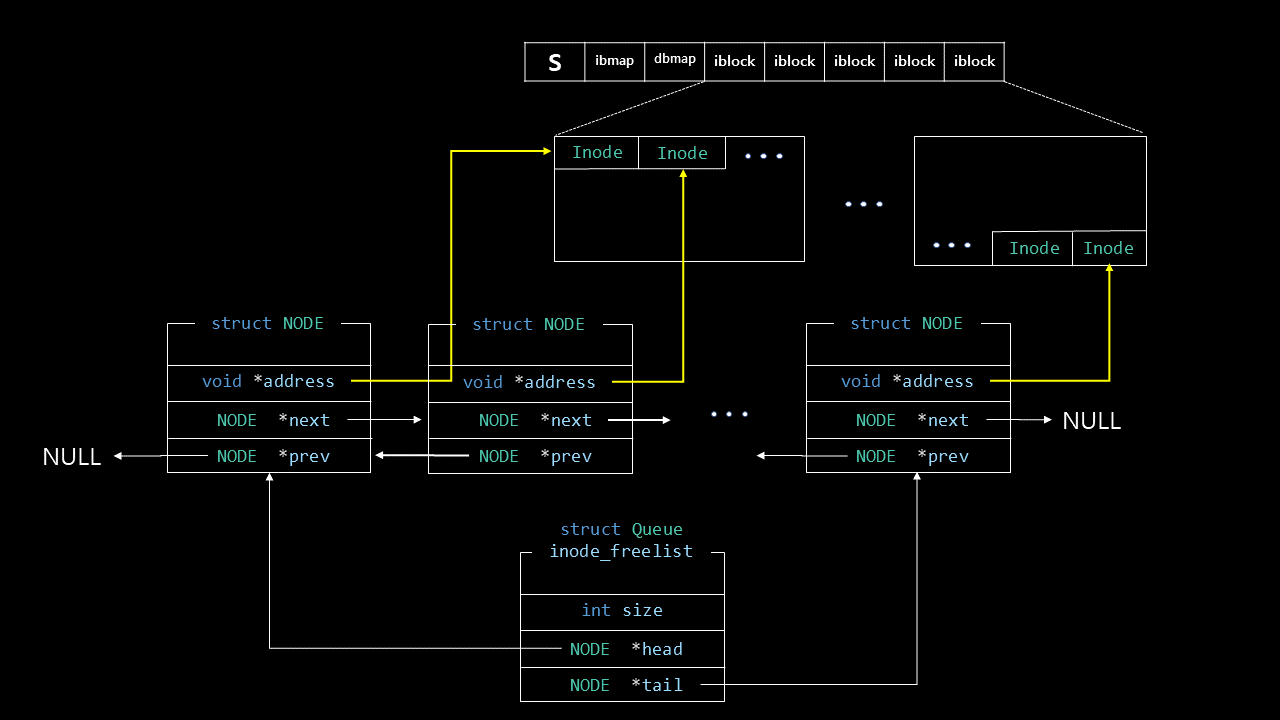 S ibmap dbmap iblock iblock iblock iblock iblock
Inode Inode ...
...
... Inode Inode
struct NODE
void *address
NODE *next
NULL NODE *prev
struct NODE
void *address
NODE *next
NODE *prev
...
struct NODE
void *address
NODE *next NULL
NODE *prev
struct Queue
inode_freelist
int size
NODE *head
NODE *tail